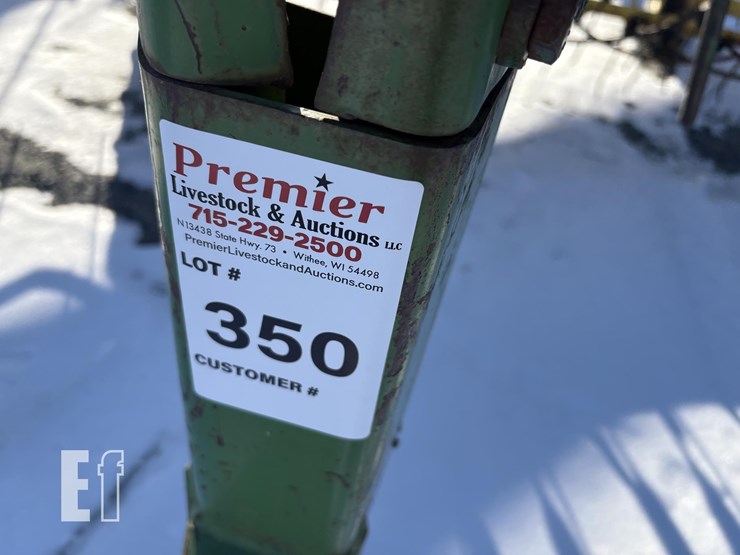 Premier
Livestock & Auctions LLC
715-229-2500
N13438 State Hwy. 73 • Withee, WI 54498
PremierLivestockandAuctions.com
LOT #
350
CUSTOMER #
Ef